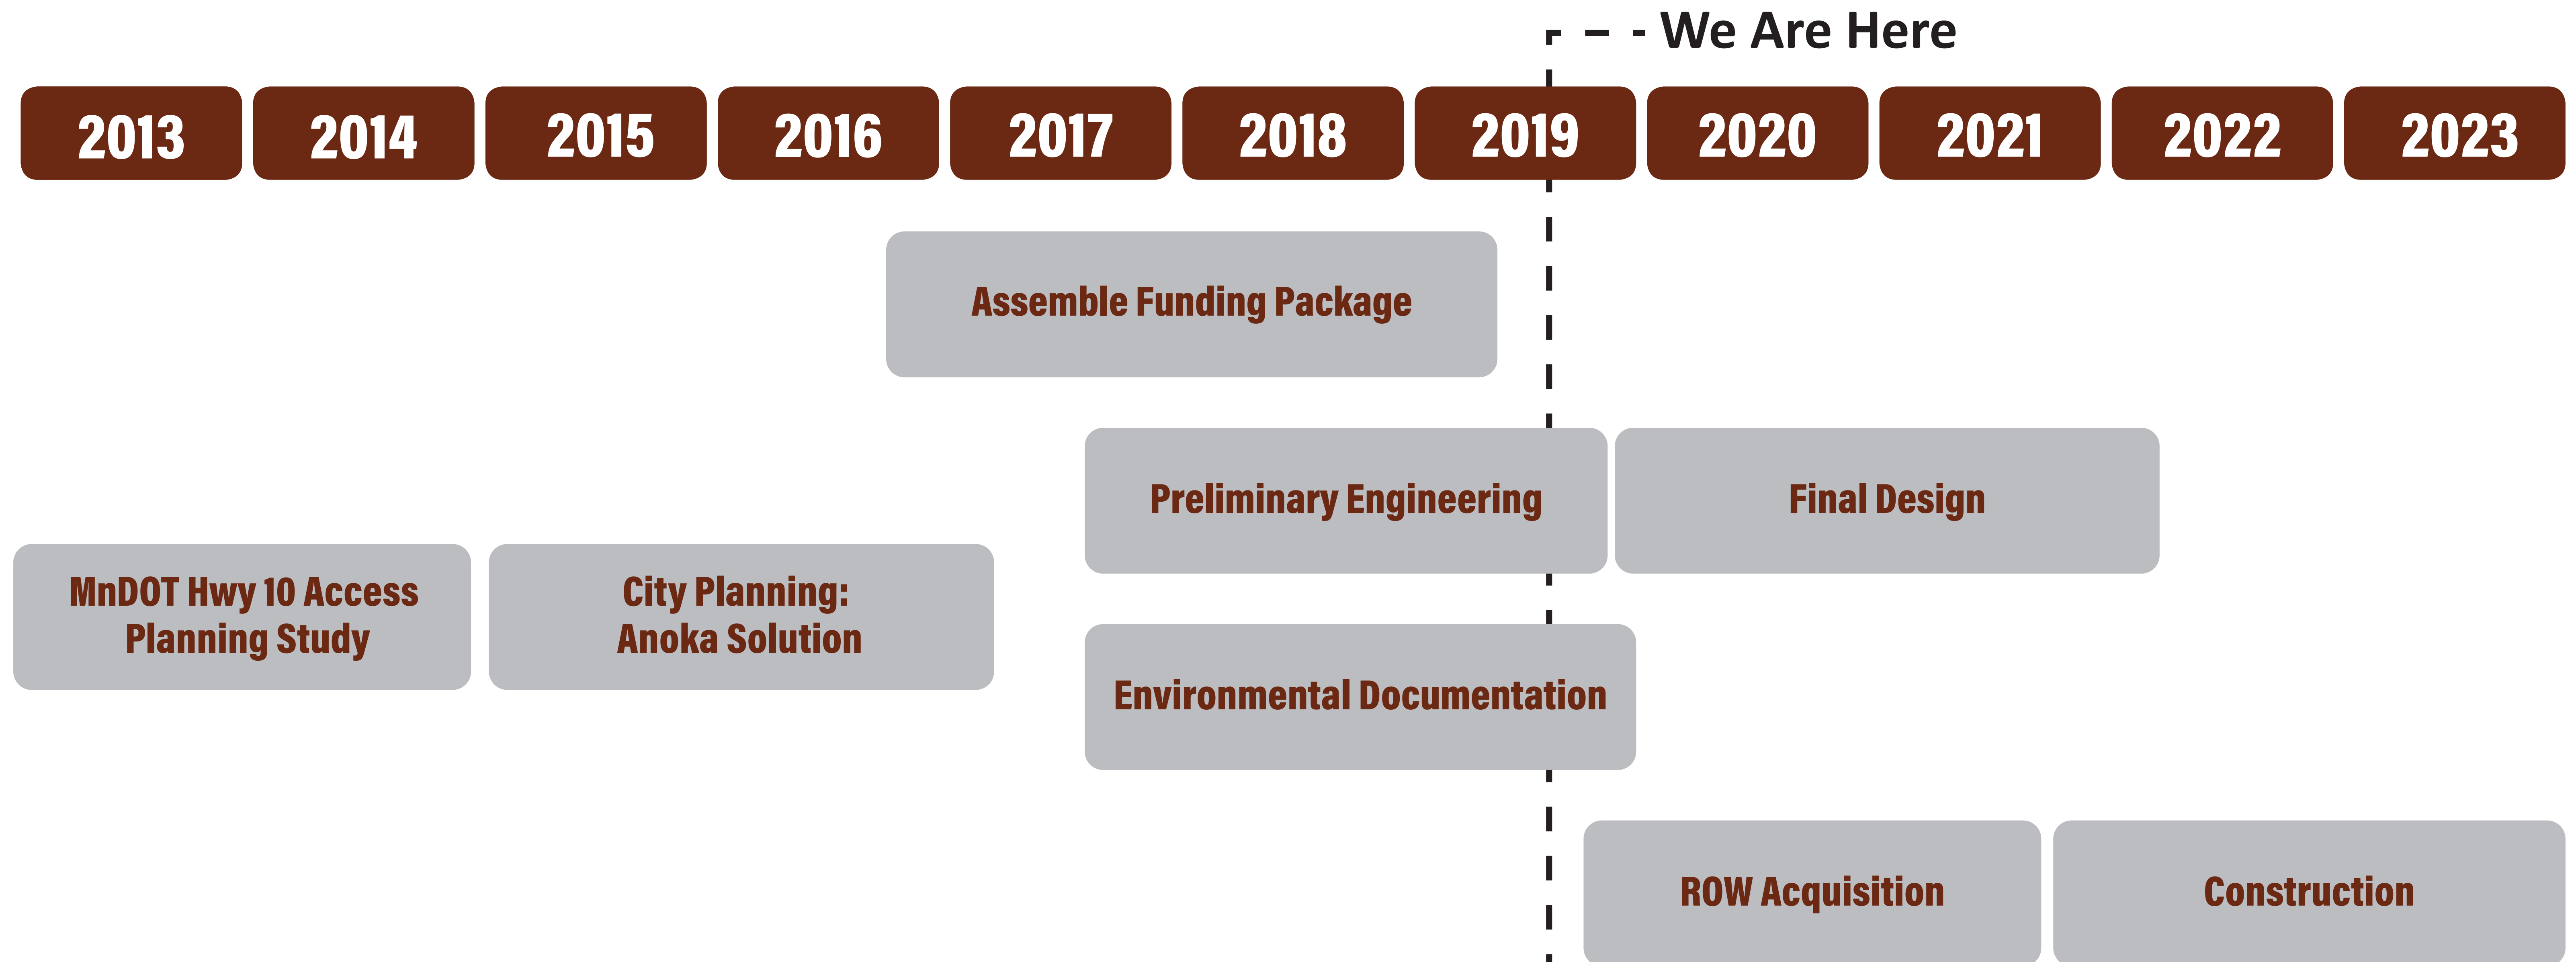 We Are Here
2013 2014 2015 2016 2017 2018 2019 2020 2021 2022 2023
Assemble Funding Package
Preliminary Engineering
Final Design
MnDOT Hwy 10 Access
Planning Study
City Planning:
Anoka Solution
Environmental Documentation
ROW Acquisition
Construction